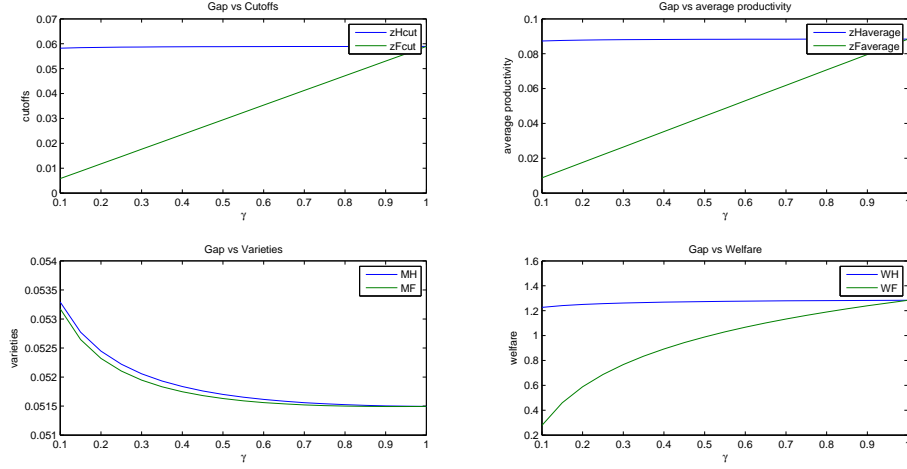 Gap vs Cutoffs
0.07
0.06
0.05
0.04
0.03
0.02
0.01
0
cutoffs
zHcut
zFcut
0.1 0.2 0.3 0.4 0.5 0.6 0.7 0.8 0.9 1
γ
Gap vs average productivity
0.1
0.08
0.06
0.04
0.02
0
average productivity
zHaverage
zFaverage
0.1 0.2 0.3 0.4 0.5 0.6 0.7 0.8 0.9 1
γ
Gap vs Varieties
0.054
0.0535
0.053
0.0525
0.052
0.0515
0.051
varieties
MH
MF
0.1 0.2 0.3 0.4 0.5 0.6 0.7 0.8 0.9 1
γ
Gap vs Welfare
1.6
1.4
1.2
1
0.8
0.6
0.4
0.2
welfare
WH
WF
0.1 0.2 0.3 0.4 0.5 0.6 0.7 0.8 0.9 1
γ